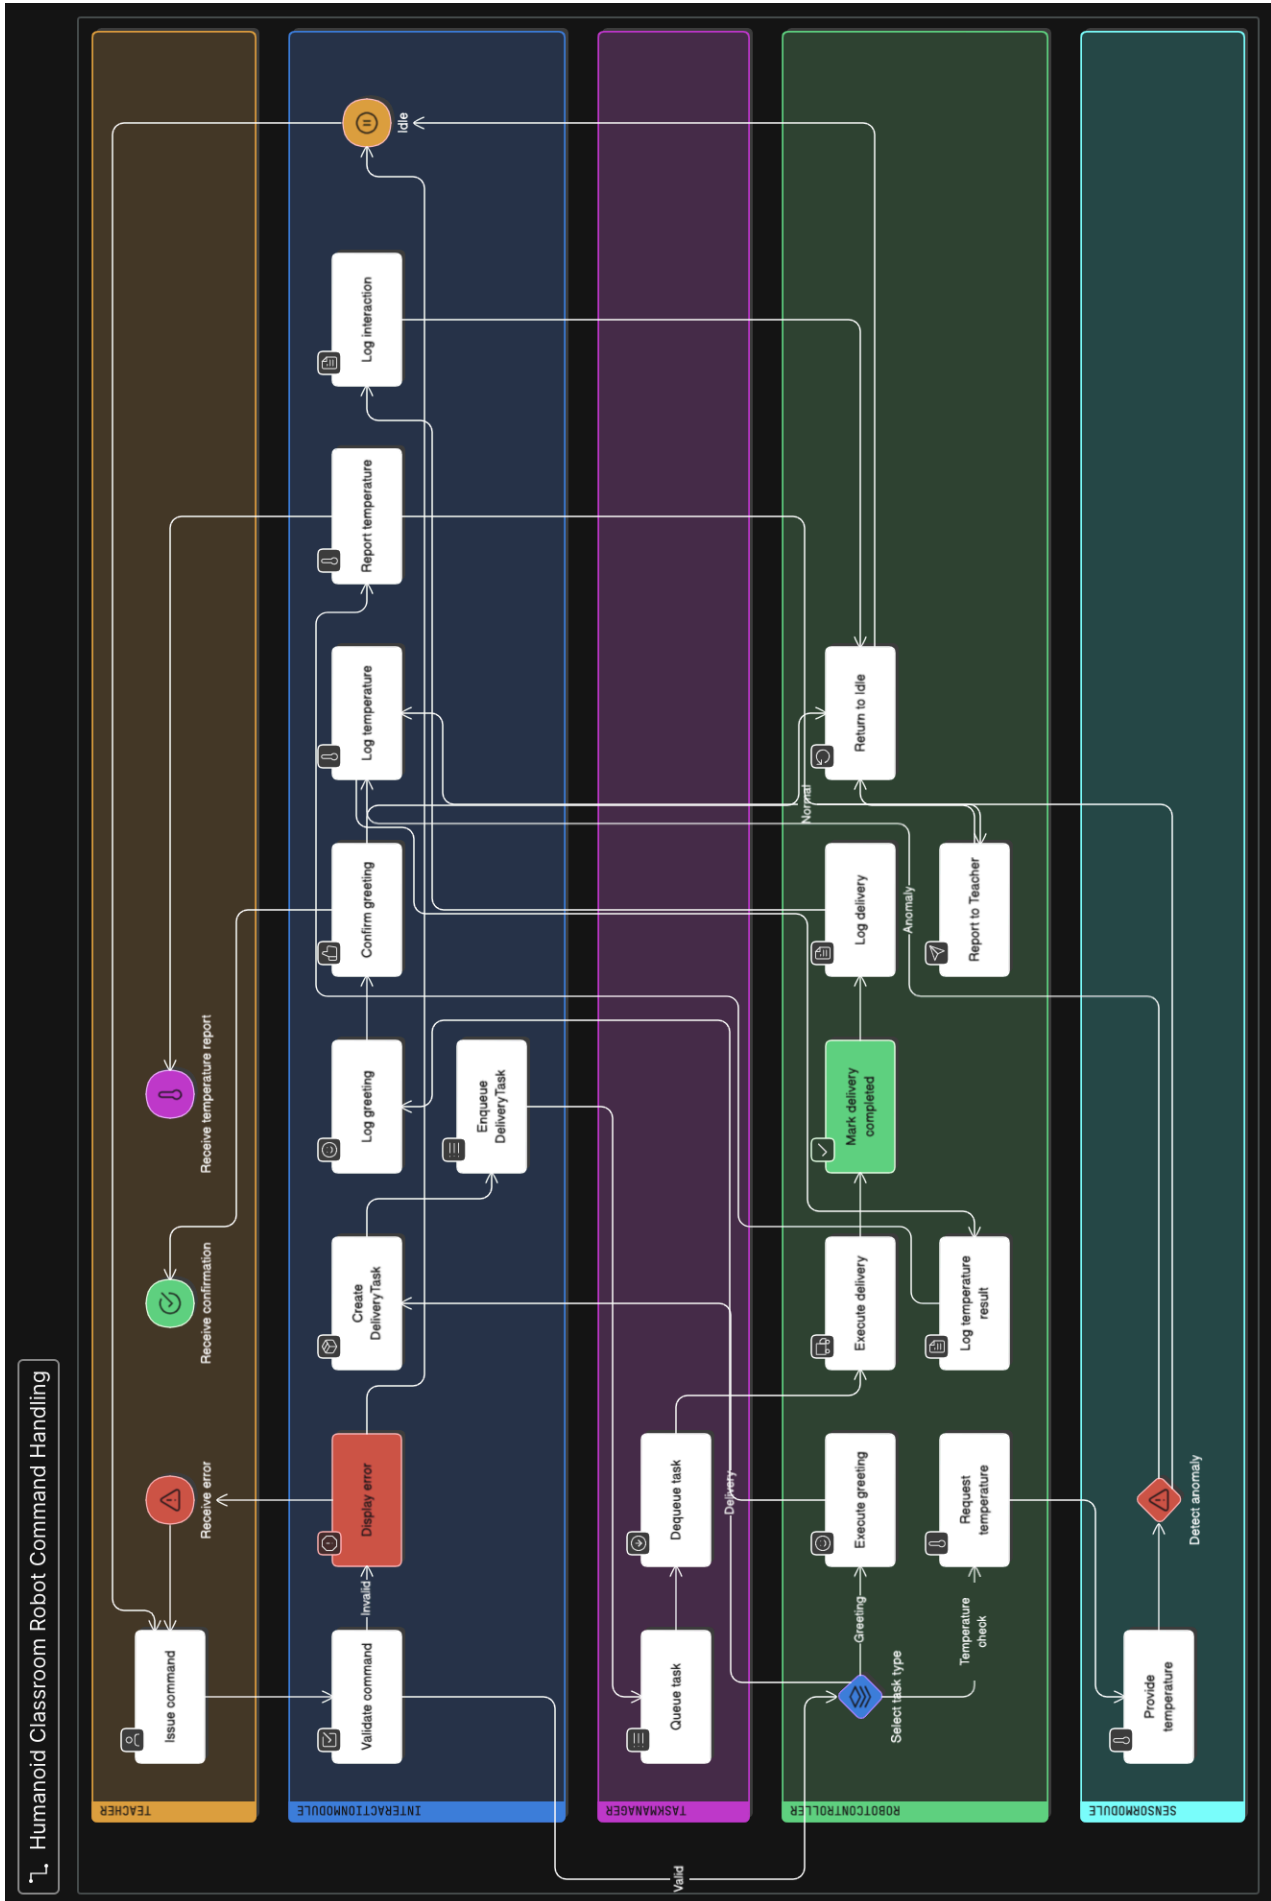 Humanoid Classroom Robot Command Handling
TEACHER
Issue command
Receive error
Receive confirmation
Receive temperature report
INTERACTIONMODULE
Validate command
Invalid
Display error
Create
DeliveryTask
Log greeting
Enqueue
DeliveryTask
Confirm greeting
Log temperature
Report temperature
Log interaction
Idle
TASKMANAGER
Queue task
Dequeue task
Valid
Delivery
ROBOTCONTROLLER
Select task type
Greeting
Temperature
check
Execute greeting
Request
temperature
Execute delivery
Log temperature
result
Mark delivery
completed
Log delivery
Report to Teacher
Return to Idle
Normal
Anomaly
SENSORMODULE
Provide
temperature
Detect anomaly